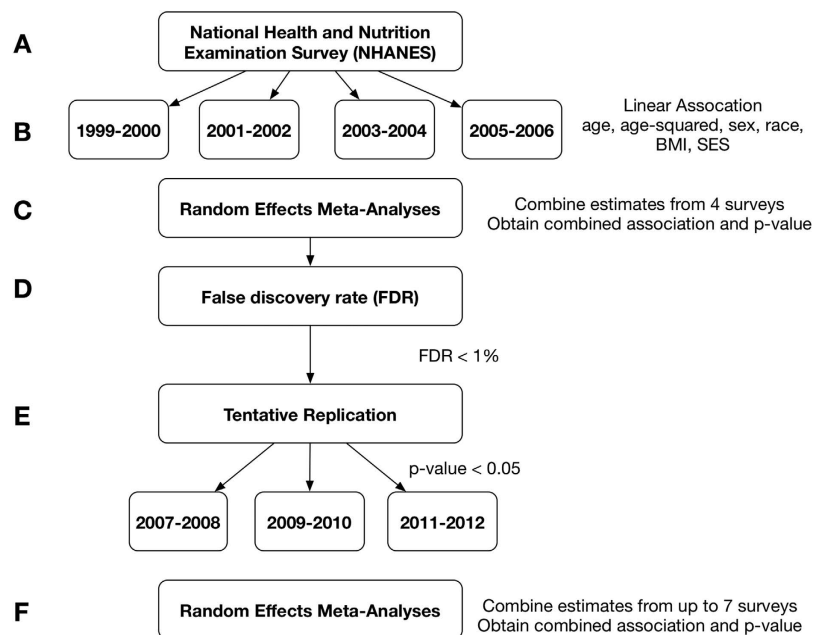 A
National Health and Nutrition
Examination Survey (NHANES)
B
1999-2000
2001-2002
2003-2004
2005-2006
Linear Assocation
age, age-squared, sex, race,
BMI, SES
C
Random Effects Meta-Analyses
Combine estimates from 4 surveys
Obtain combined association and p-value
D
False discovery rate (FDR)
FDR < 1%
E
Tentative Replication
p-value < 0.05
2007-2008
2009-2010
2011-2012
F
Random Effects Meta-Analyses
Combine estimates from up to 7 surveys
Obtain combined association and p-value